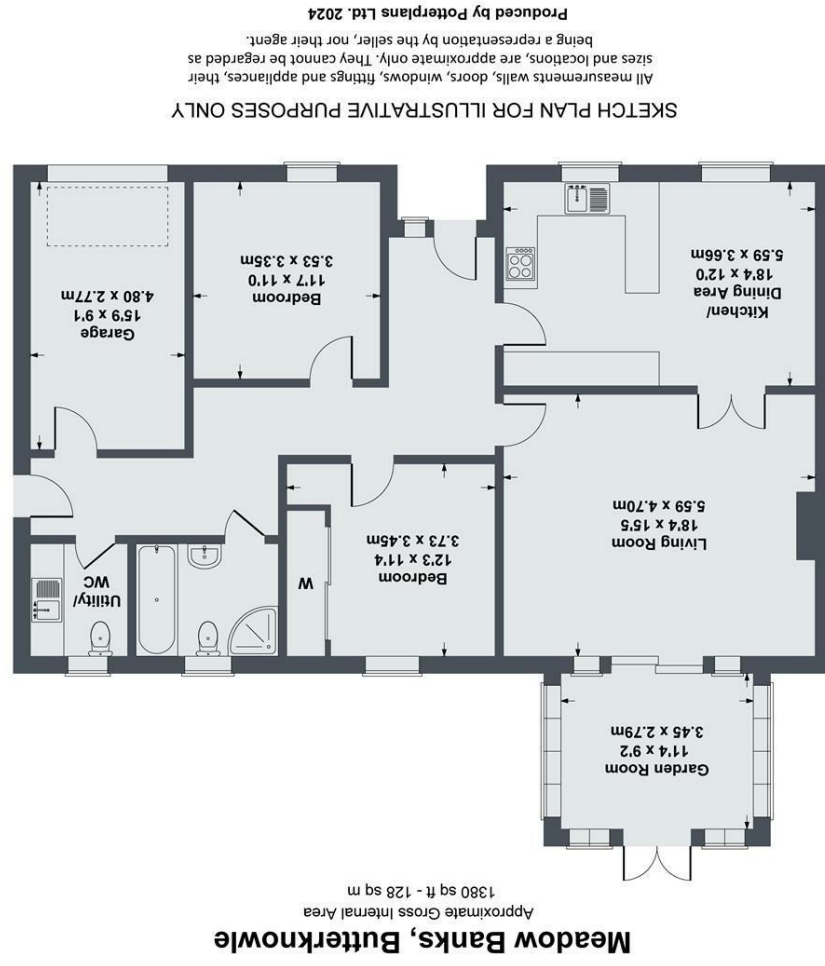 Meadow Banks, Butterknowle
Approximate Gross Internal Area
1380 sq ft - 128 sq m
Garden Room
11'4 x 9'2
3.45 x 2.79m
Living Room
18'4 x 15'5
5.59 x 4.70m
Bedroom
12'3 x 11'4
3.73 x 3.45m
W
Utility/
WC
Kitchen/
Dining Area
18'4 x 12'0
5.59 x 3.66m
Bedroom
11'7 x 11'0
3.53 x 3.35m
Garage
15'9 x 9'1
4.80 x 2.77m
SKETCH PLAN FOR ILLUSTRATIVE PURPOSES ONLY
All measurements walls, doors, windows, fittings and appliances, their
sizes and locations, are approximate only. They cannot be regarded as
being a representation by the seller, nor their agent.
Produced by Potterplans Ltd. 2024